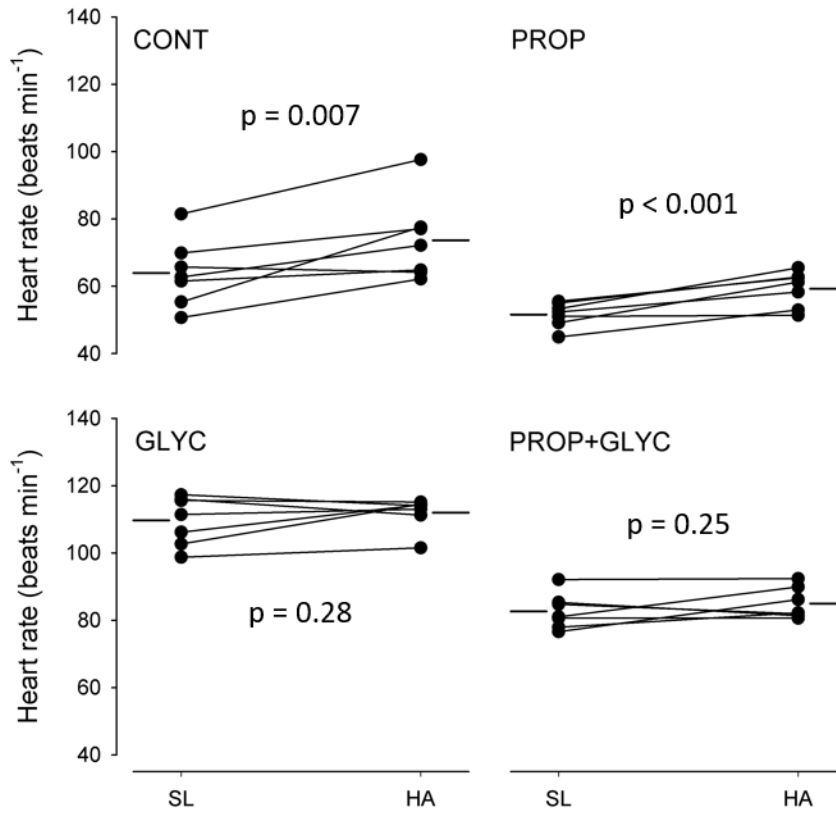 CONT
PROP
Heart rate (beats min⁻¹)
140
120
100
80
60
40
p = 0.007
p < 0.001
GLYC
PROP+GLYC
Heart rate (beats min⁻¹)
140
120
100
80
60
40
p = 0.28
p = 0.25
SL
HA
SL
HA